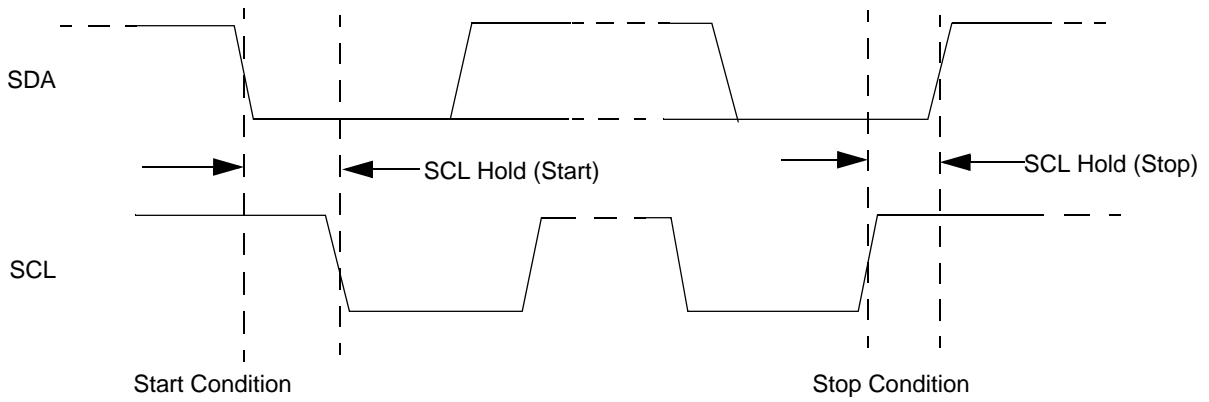 SDA
SCL Hold (Start)
SCL Hold (Stop)
SCL
Start Condition
Stop Condition